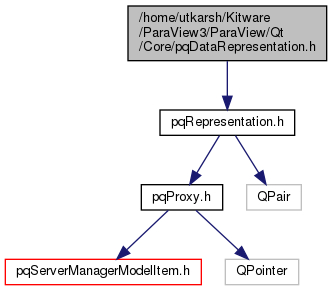 /home/utkarsh/Kitware
/ParaView3/ParaView/Qt
/Core/pqDataRepresentation.h
pqRepresentation.h
pqProxy.h
QPair
pqServerManagerModelItem.h
QPointer